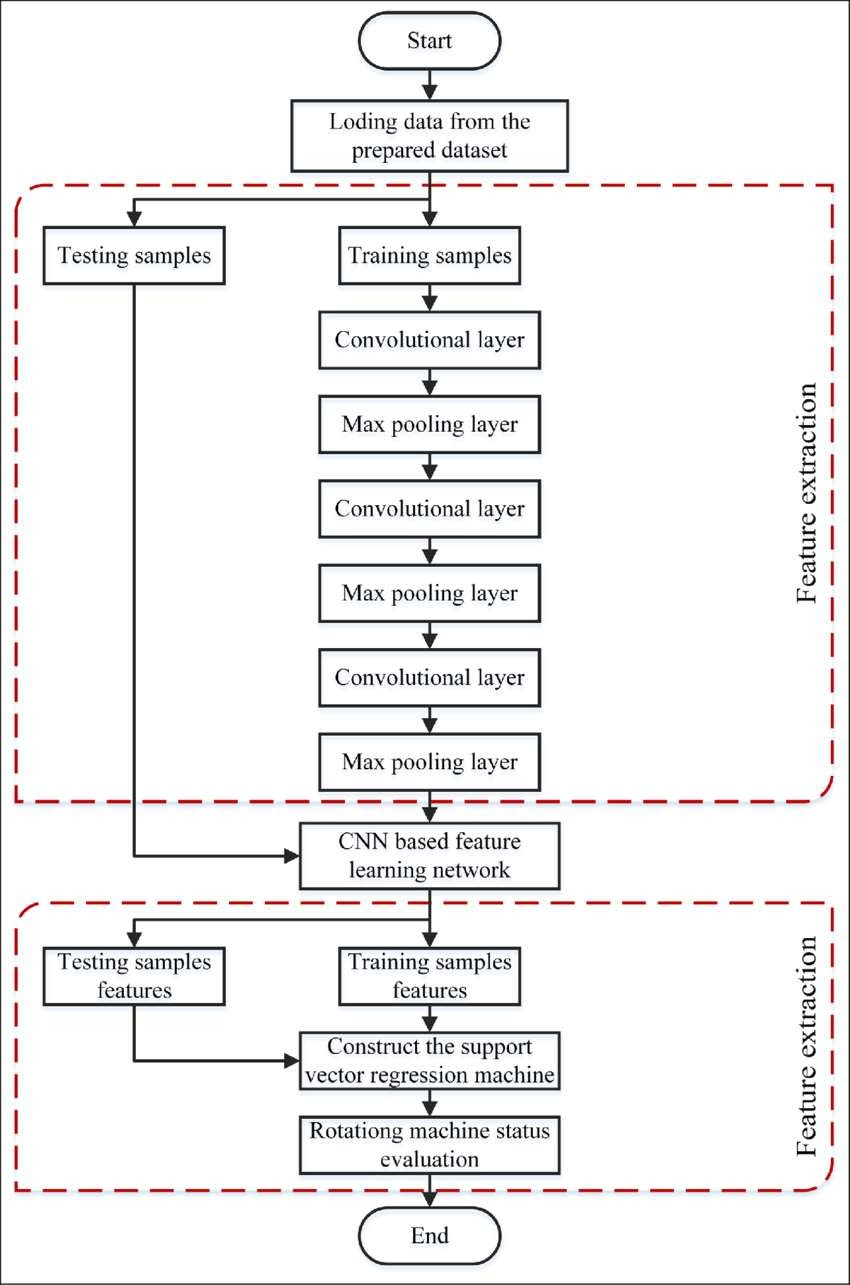 Start
Loding data from the
prepared dataset
Testing samples
Training samples
Convolutional layer
Max pooling layer
Convolutional layer
Max pooling layer
Convolutional layer
Max pooling layer
Feature extraction
CNN based feature
learning network
Testing samples
features
Training samples
features
Construct the support
vector regression machine
Rotationg machine status
evaluation
Feature extraction
End